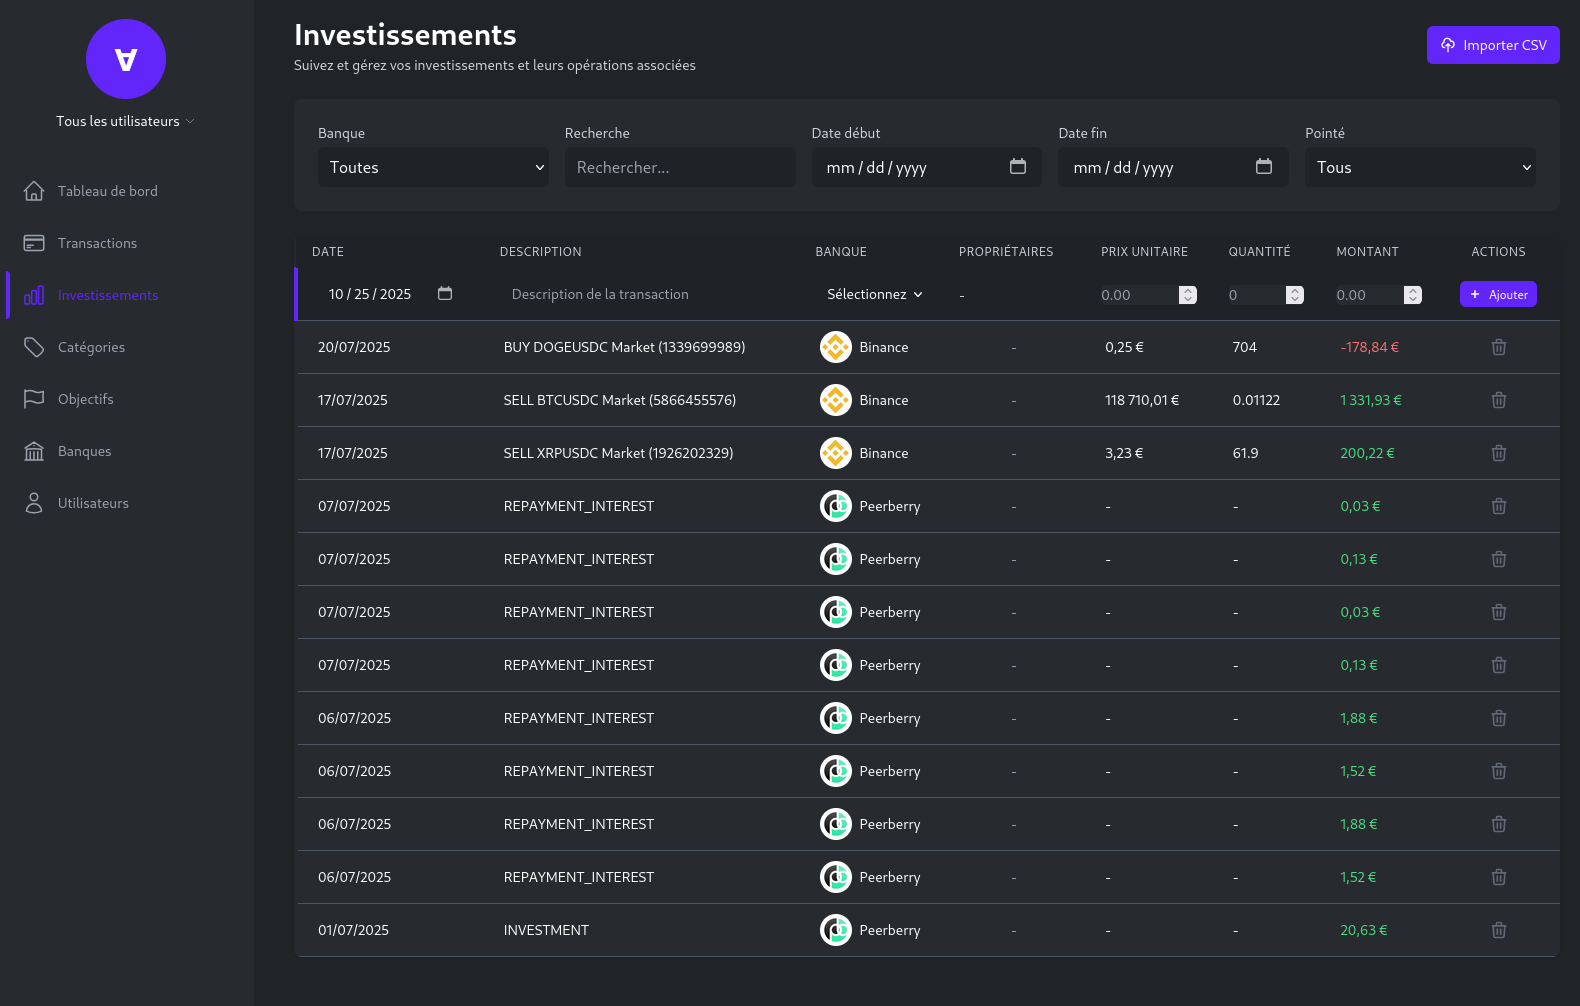 ∀
Tous les utilisateurs
Tableau de bord
Transactions
Investissements
Catégories
Objectifs
Banques
Utilisateurs
Investissements
Suivez et gérez vos investissements et leurs opérations associées
Importer CSV
Banque Recherche Date début Date fin Pointé
Toutes Rechercher... mm / dd / yyyy mm / dd / yyyy Tous
DATE DESCRIPTION BANQUE PROPRIÉTAIRES PRIX UNITAIRE QUANTITÉ MONTANT ACTIONS
10 / 25 / 2025 Description de la transaction Sélectionnez - 0.00 0 0.00 + Ajouter
20/07/2025 BUY DOGEUSDC Market (1339699989) Binance - 0,25 € 704 -178,84 €
17/07/2025 SELL BTCUSDC Market (5866455576) Binance - 118 710,01 € 0.01122 1 331,93 €
17/07/2025 SELL XRPUSDC Market (1926202329) Binance - 3,23 € 61.9 200,22 €
07/07/2025 REPAYMENT_INTEREST Peerberry - - - 0,03 €
07/07/2025 REPAYMENT_INTEREST Peerberry - - - 0,13 €
07/07/2025 REPAYMENT_INTEREST Peerberry - - - 0,03 €
07/07/2025 REPAYMENT_INTEREST Peerberry - - - 0,13 €
06/07/2025 REPAYMENT_INTEREST Peerberry - - - 1,88 €
06/07/2025 REPAYMENT_INTEREST Peerberry - - - 1,52 €
06/07/2025 REPAYMENT_INTEREST Peerberry - - - 1,88 €
06/07/2025 REPAYMENT_INTEREST Peerberry - - - 1,52 €
01/07/2025 INVESTMENT Peerberry - - - 20,63 €